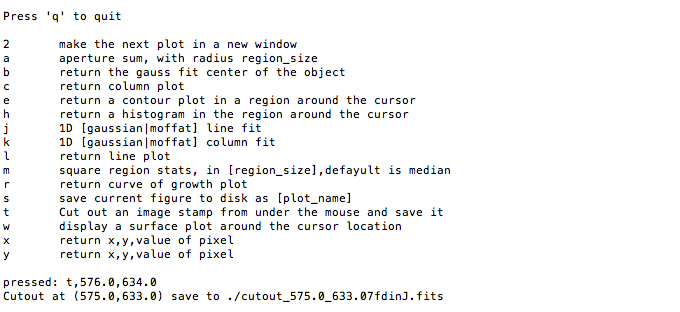 Press 'q' to quit
2 make the next plot in a new window
a aperture sum, with radius region_size
b return the gauss fit center of the object
c return column plot
e return a contour plot in a region around the cursor
h return a histogram in the region around the cursor
j 1D [gaussian|moffat] line fit
k 1D [gaussian|moffat] column fit
l return line plot
m square region stats, in [region_size],defayult is median
r return curve of growth plot
s save current figure to disk as [plot_name]
t Cut out an image stamp from under the mouse and save it
w display a surface plot around the cursor location
x return x,y,value of pixel
y return x,y,value of pixel
pressed: t,576.0,634.0
Cutout at (575.0,633.0) save to ./cutout_575.0_633.07fdinJ.fits